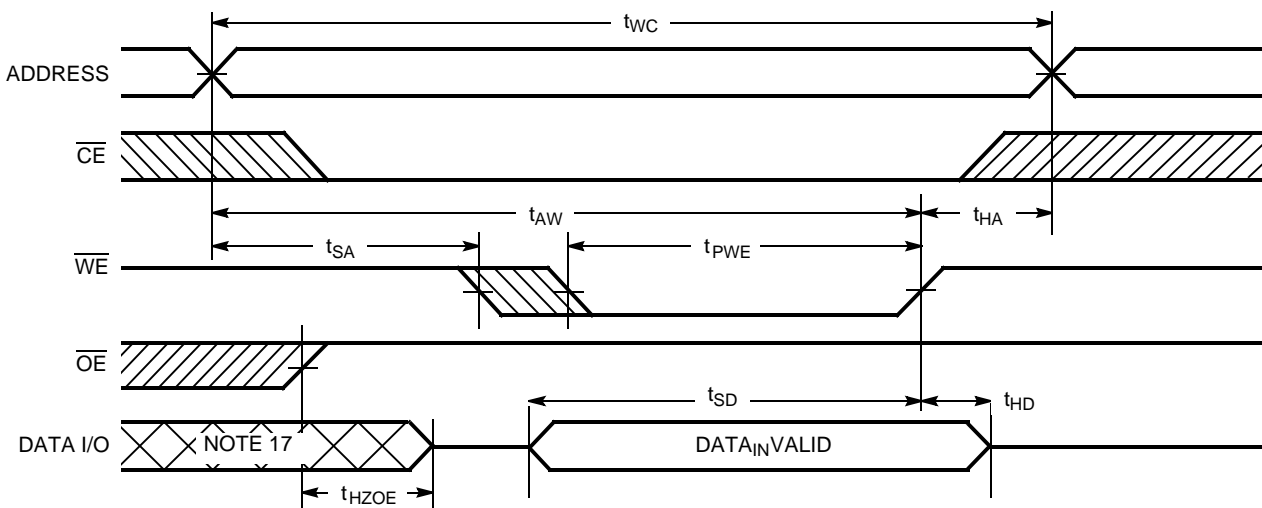 tWC
ADDRESS
CE
tAW
tHA
tSA
tPWE
WE
OE
tSD
tHD
DATA I/O
NOTE 17
DATAINVALID
tHZOE